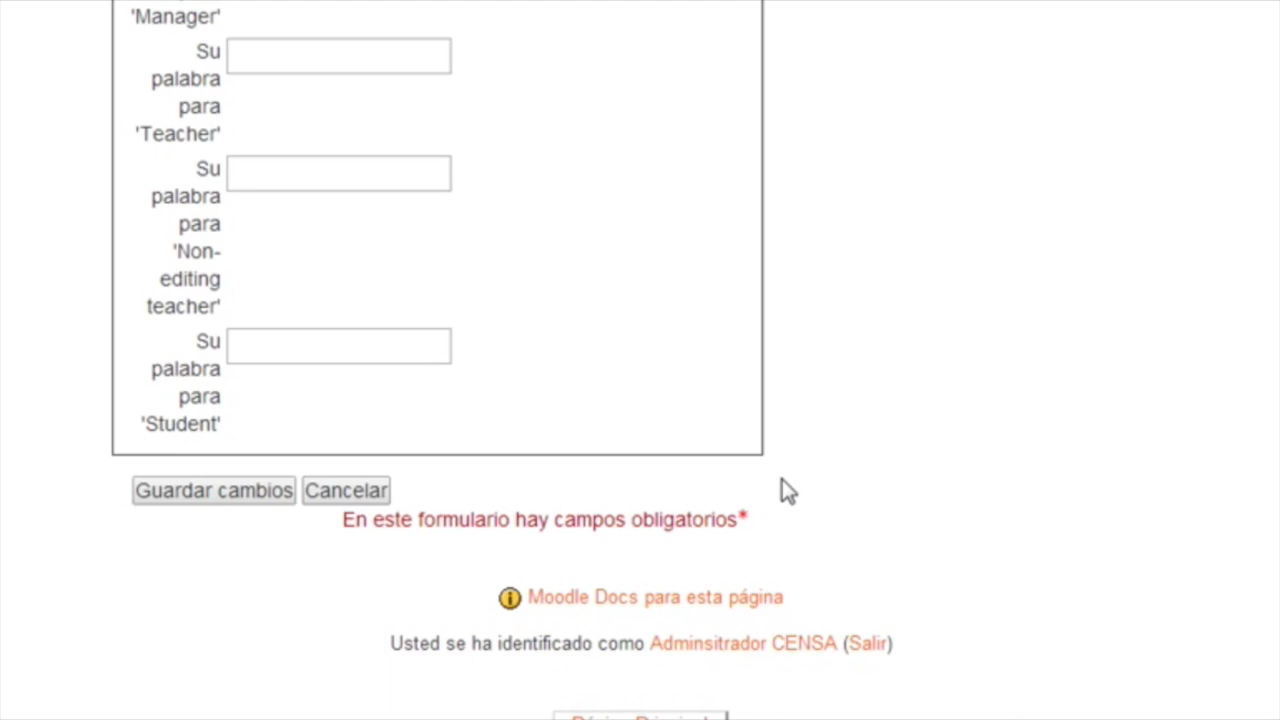 'Manager'
Su
palabra
para
'Teacher'
Su
palabra
para
'Non-
editing
teacher'
Su
palabra
para
'Student'
Guardar cambios Cancelar
En este formulario hay campos obligatorios*
Moodle Docs para esta página
Usted se ha identificado como Adminsitrador CENSA (Salir)